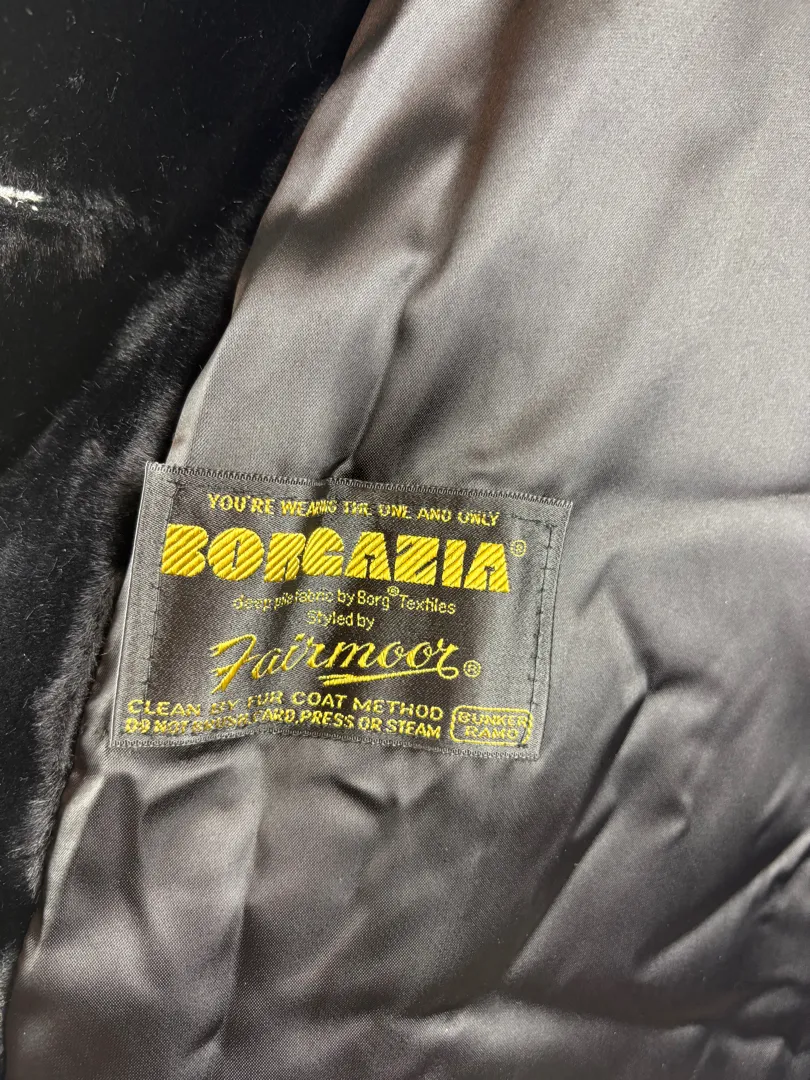 YOU'RE WEARING THE ONE AND ONLY
BORGAZIA®
deep pile fabric by Borg® Textiles
Styled by
Fairmoor®
CLEAN BY FUR COAT METHOD
DO NOT CARD, PRESS OR STEAM
BUNKER
RAMO